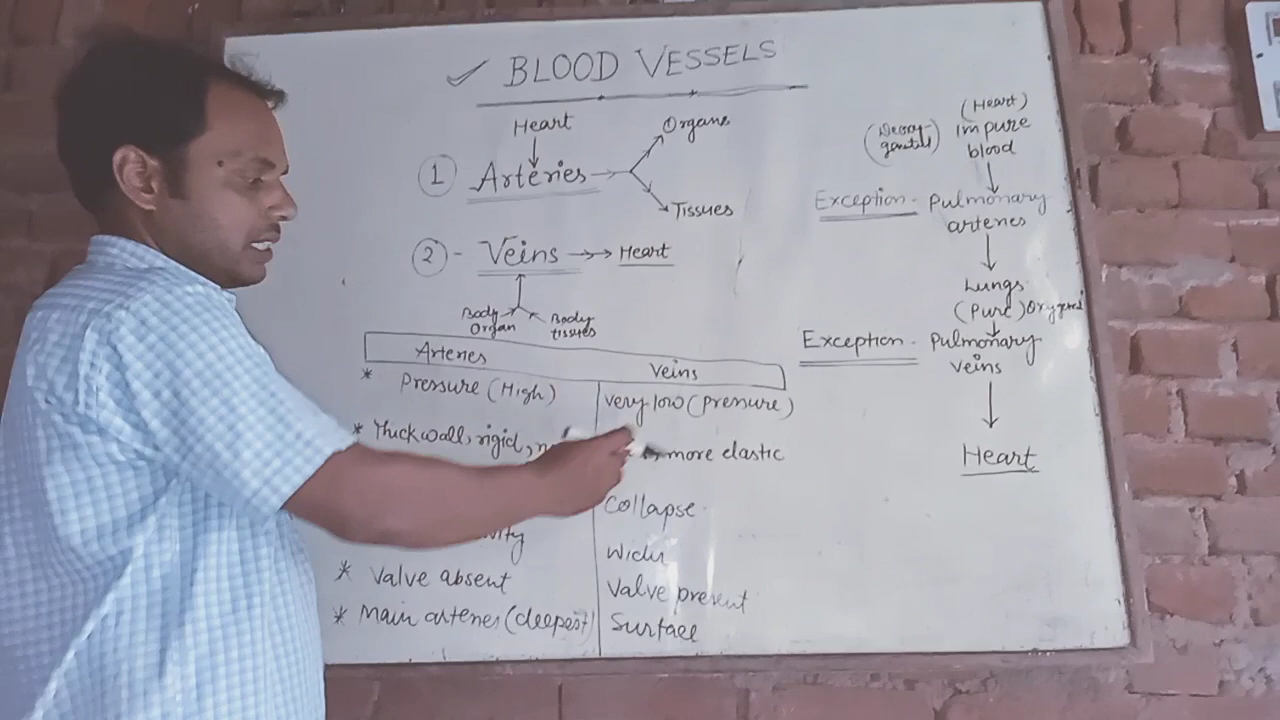 ✓ BLOOD VESSELS
Heart
Organs
1 Arteries
Tissues
2 - Veins Heart
Body Organ
Body tissues
Arteries Veins
* Pressure (High) very low (pressure)
* Thick wall, rigid, more elastic
Collapse
Wider
* Valve absent Valve present
* Main arteries (deepest) Surface
(Heart)
impure
blood
Exception - Pulmonary
arteries
Lungs
(Pure)
Exception - Pulmonary
veins
Heart